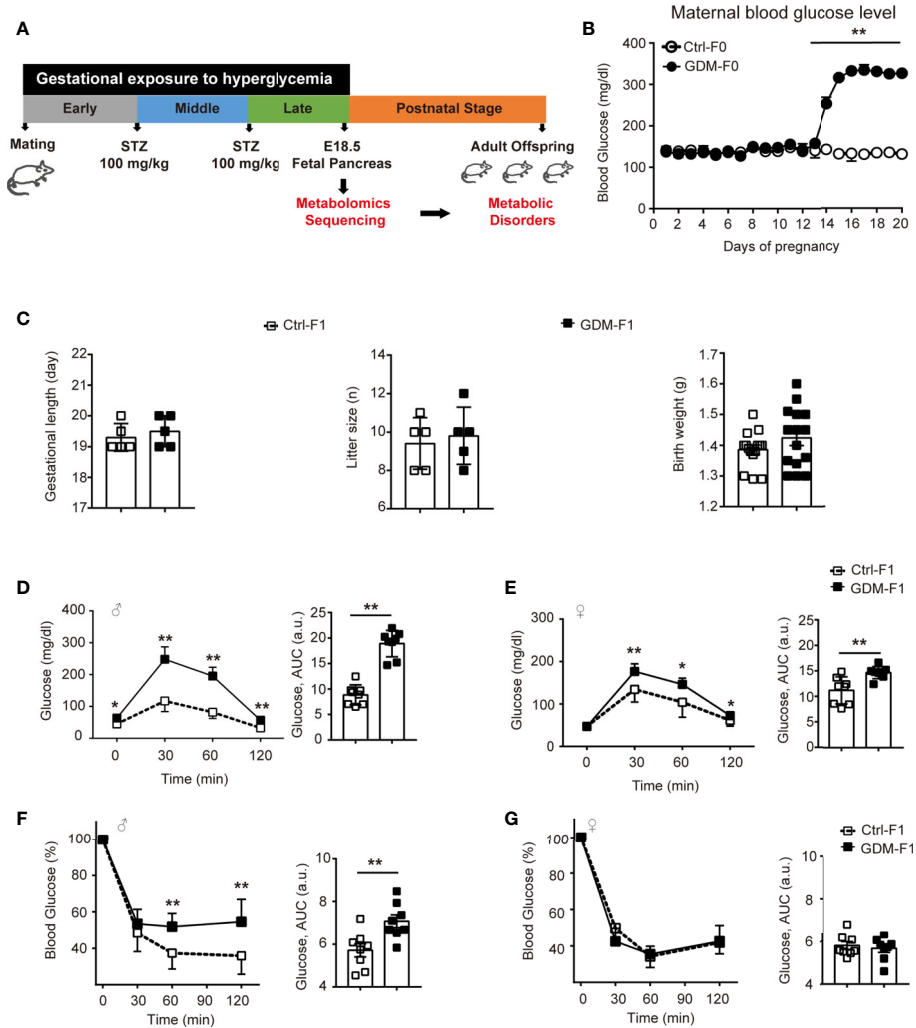 A
Gestational exposure to hyperglycemia
Early Middle Late Postnatal Stage
Mating STZ STZ E18.5 Adult Offspring
100 mg/kg 100 mg/kg Fetal Pancreas
Metabolomics Metabolic
Sequencing Disorders
B
Maternal blood glucose level
Ctrl-F0
GDM-F0
**
Blood Glucose (mg/dl)
400
300
200
100
0
0 2 4 6 8 10 12 14 16 18 20
Days of pregnancy
C
Ctrl-F1 GDM-F1
Gestational length (day)
22
21
20
19
18
17
Litter size (n)
14
12
10
8
6
Birth weight (g)
1.7
1.6
1.5
1.4
1.3
1.2
D
♂
Glucose (mg/dl)
400
300
200
100
0
* ** ** **
0 30 60 120
Time (min)
Glucose, AUC (a.u.)
25
20
15
10
5
0
**
E
Ctrl-F1
GDM-F1
♀
Glucose (mg/dl)
400
300
200
100
0
** * *
0 30 60 120
Time (min)
Glucose, AUC (a.u.)
25
20
15
10
5
0
**
F
♂
Blood Glucose (%)
100
80
60
40
** **
0 30 60 90 120
Time (min)
Glucose, AUC (a.u.)
10
8
6
4
**
G
♀
Blood Glucose (%)
100
80
60
40
0 30 60 90 120
Time (min)
Ctrl-F1
GDM-F1
Glucose, AUC (a.u.)
10
8
6
4